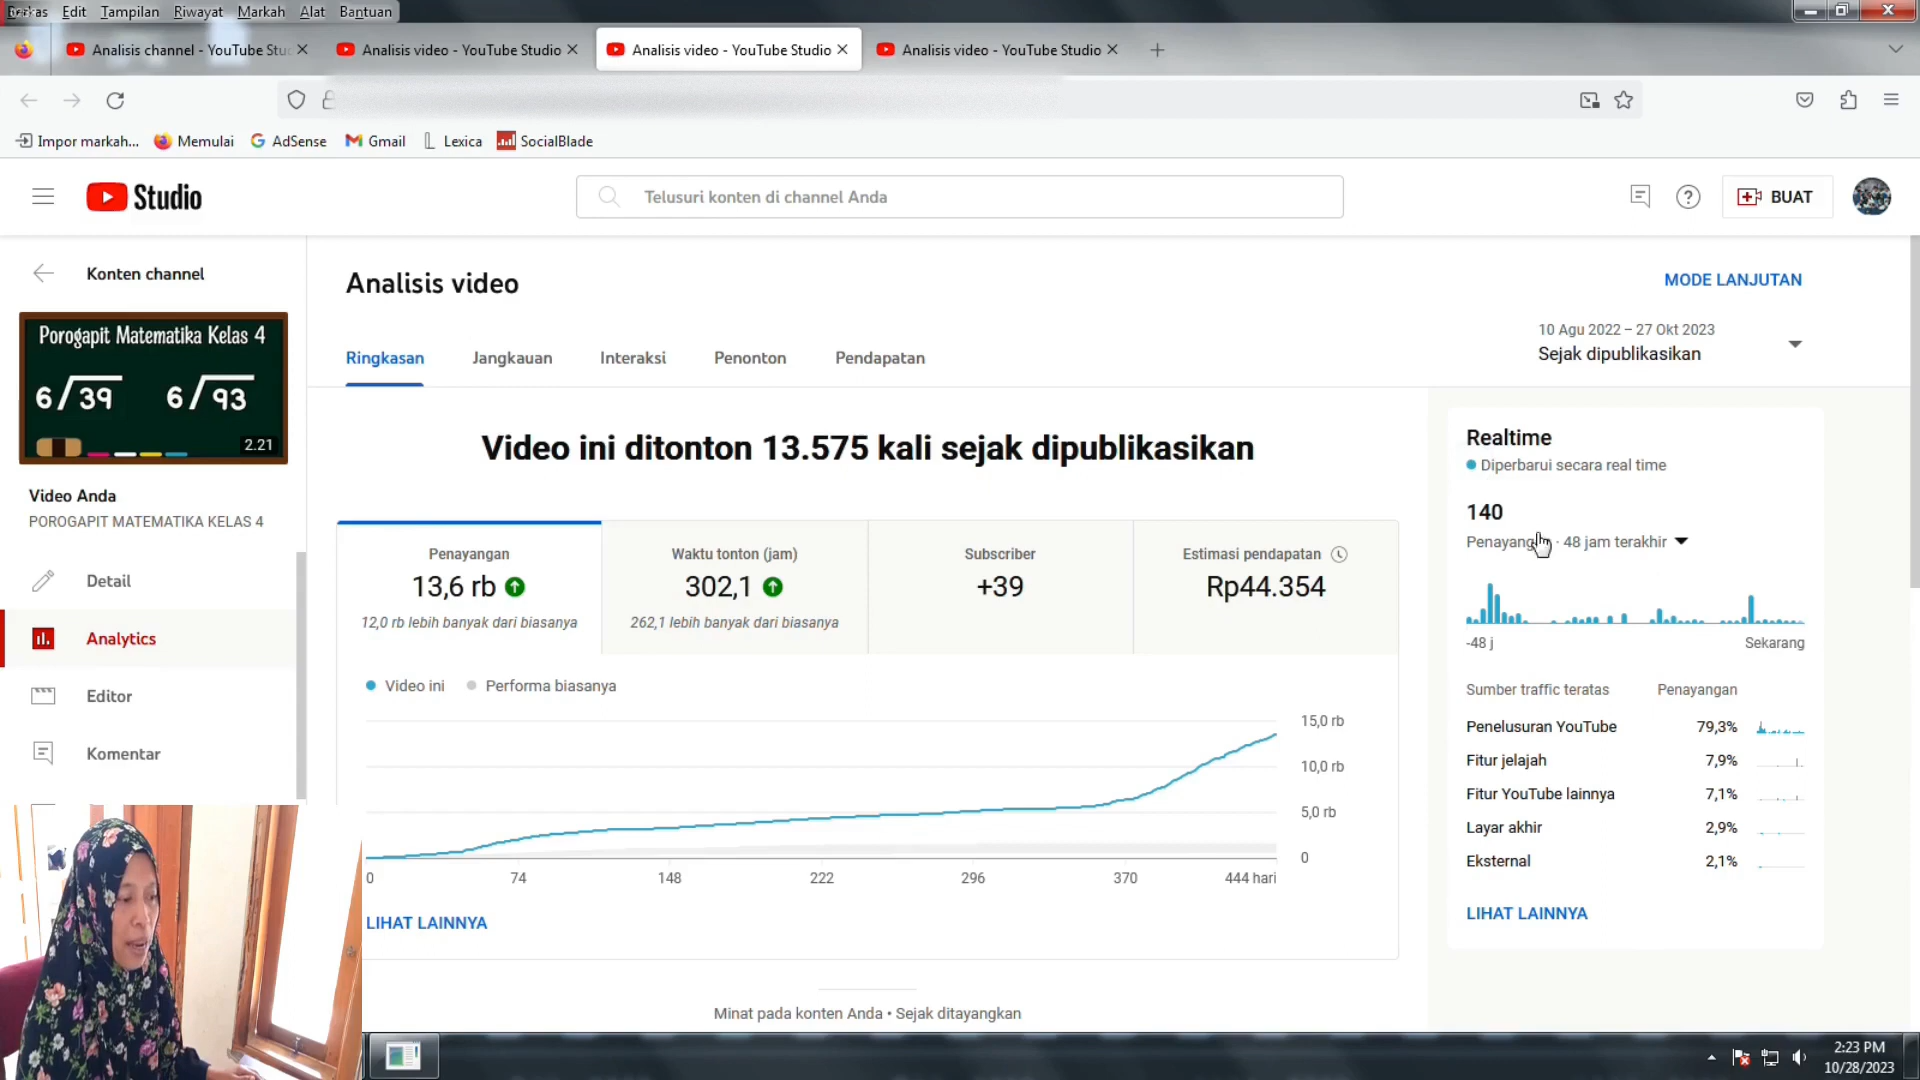 Edit Tampilan Riwayat Markah Alat Bantuan
Analisis channel - YouTube Stu
Analisis video - YouTube Studio
Analisis video - YouTube Studio
Analisis video - YouTube Studio
Impor markah...
Memulai
AdSense
Gmail
Lexica
SocialBlade
Studio
Telusuri konten di channel Anda
BUAT
Konten channel
Porogapit Matematika Kelas 4
6 39
6 93
2.21
Video Anda
POROGAPIT MATEMATIKA KELAS 4
Detail
Analytics
Editor
Komentar
Analisis video
MODE LANJUTAN
10 Agu 2022 – 27 Okt 2023
Sejak dipublikasikan
Ringkasan
Jangkauan
Interaksi
Penonton
Pendapatan
Video ini ditonton 13.575 kali sejak dipublikasikan
Penayangan
13,6 rb
12,0 rb lebih banyak dari biasanya
Waktu tonton (jam)
302,1
262,1 lebih banyak dari biasanya
Subscriber
+39
Estimasi pendapatan
Rp44.354
Video ini
Performa biasanya
15,0 rb
10,0 rb
5,0 rb
0
0
74
148
222
296
370
444 hari
LIHAT LAINNYA
Minat pada konten Anda • Sejak ditayangkan
Realtime
Diperbarui secara real time
140
· 48 jam terakhir
-48 j
Sekarang
Sumber traffic teratas
Penayangan
Penelusuran YouTube 79,3%
Fitur jelajah 7,9%
Fitur YouTube lainnya 7,1%
Layar akhir 2,9%
Eksternal 2,1%
LIHAT LAINNYA
2:23 PM
10/28/2023